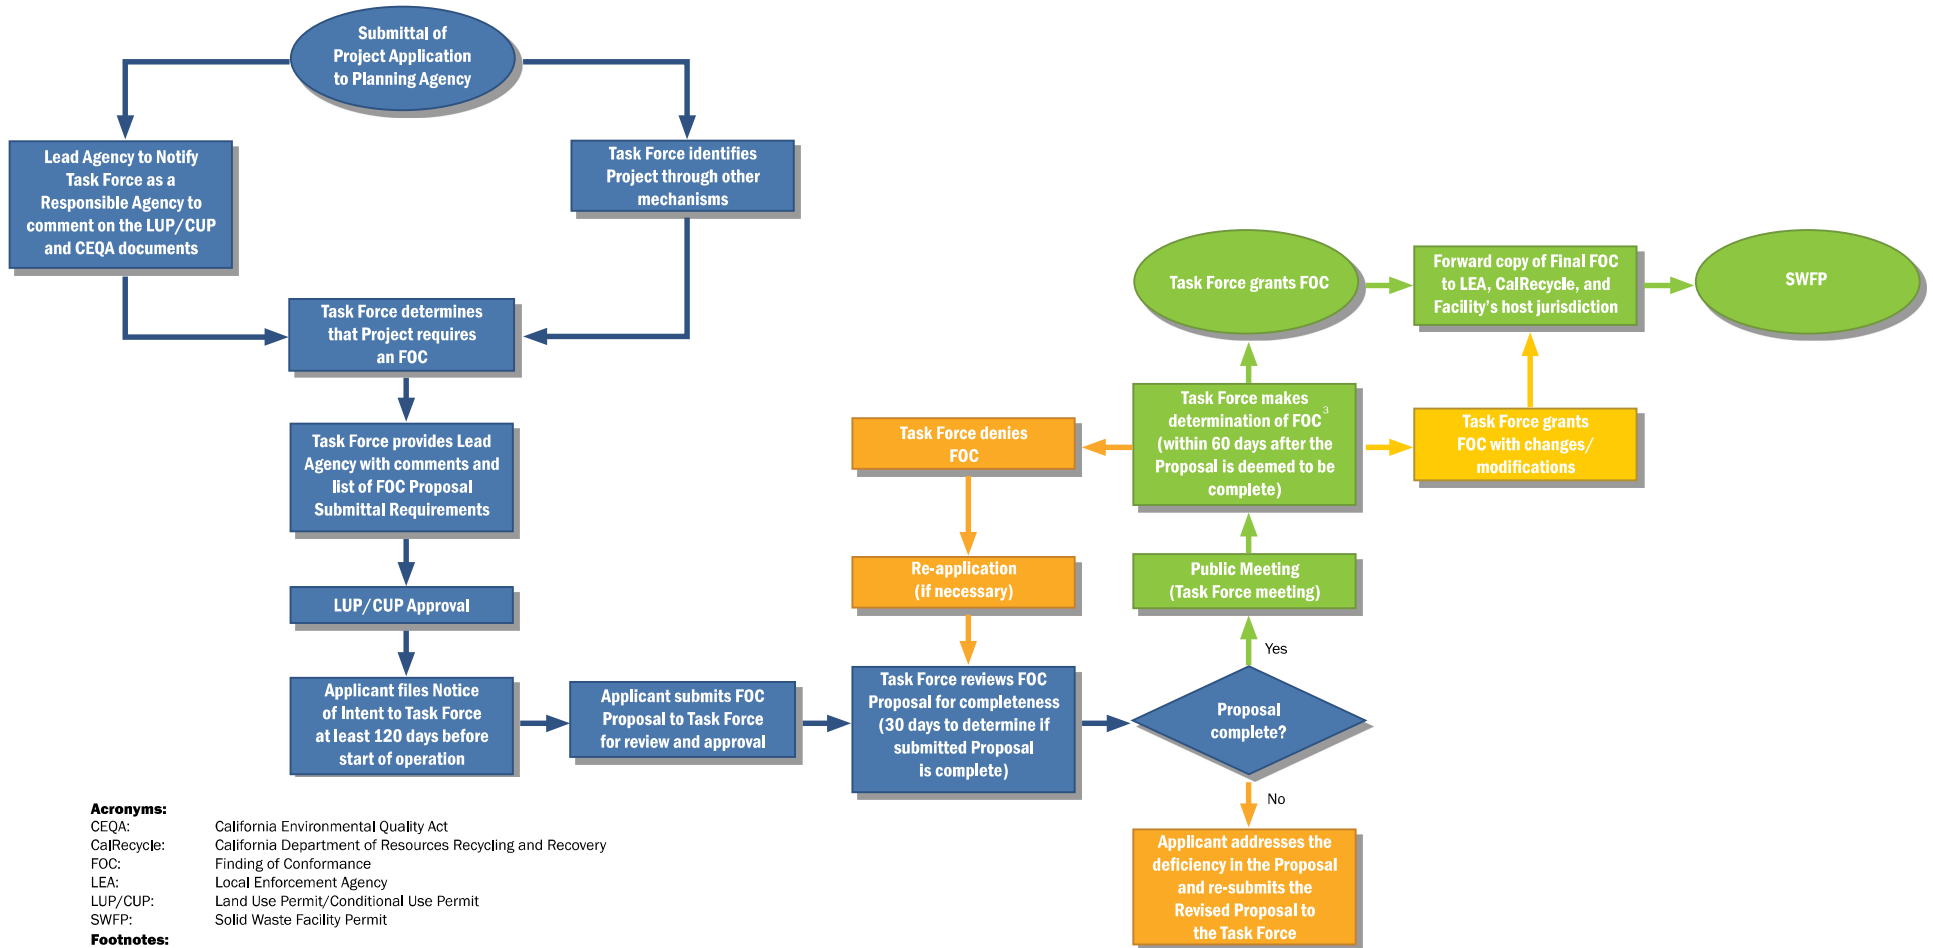 Submittal of
Project Application
to Planning Agency
Lead Agency to Notify
Task Force as a
Responsible Agency to
comment on the LUP/CUP
and CEQA documents
Task Force identifies
Project through other
mechanisms
Task Force determines
that Project requires
an FOC
Task Force provides Lead
Agency with comments and
list of FOC Proposal
Submittal Requirements
LUP/CUP Approval
Applicant files Notice
of Intent to Task Force
at least 120 days before
start of operation
Applicant submits FOC
Proposal to Task Force
for review and approval
Task Force reviews FOC
Proposal for completeness
(30 days to determine if
submitted Proposal
is complete)
Proposal
complete?
Yes
No
Applicant addresses the
deficiency in the Proposal
and re-submits the
Revised Proposal to
the Task Force
Public Meeting
(Task Force meeting)
Task Force makes
determination of FOC3
(within 60 days after the
Proposal is deemed to be
complete)
Task Force denies
FOC
Re-application
(if necessary)
Task Force grants FOC
Task Force grants
FOC with changes/
modifications
Forward copy of Final FOC
to LEA, CalRecycle, and
Facility's host jurisdiction
SWFP
Acronyms:
CEQA: California Environmental Quality Act
CalRecycle: California Department of Resources Recycling and Recovery
FOC: Finding of Conformance
LEA: Local Enforcement Agency
LUP/CUP: Land Use Permit/Conditional Use Permit
SWFP: Solid Waste Facility Permit
Footnotes: